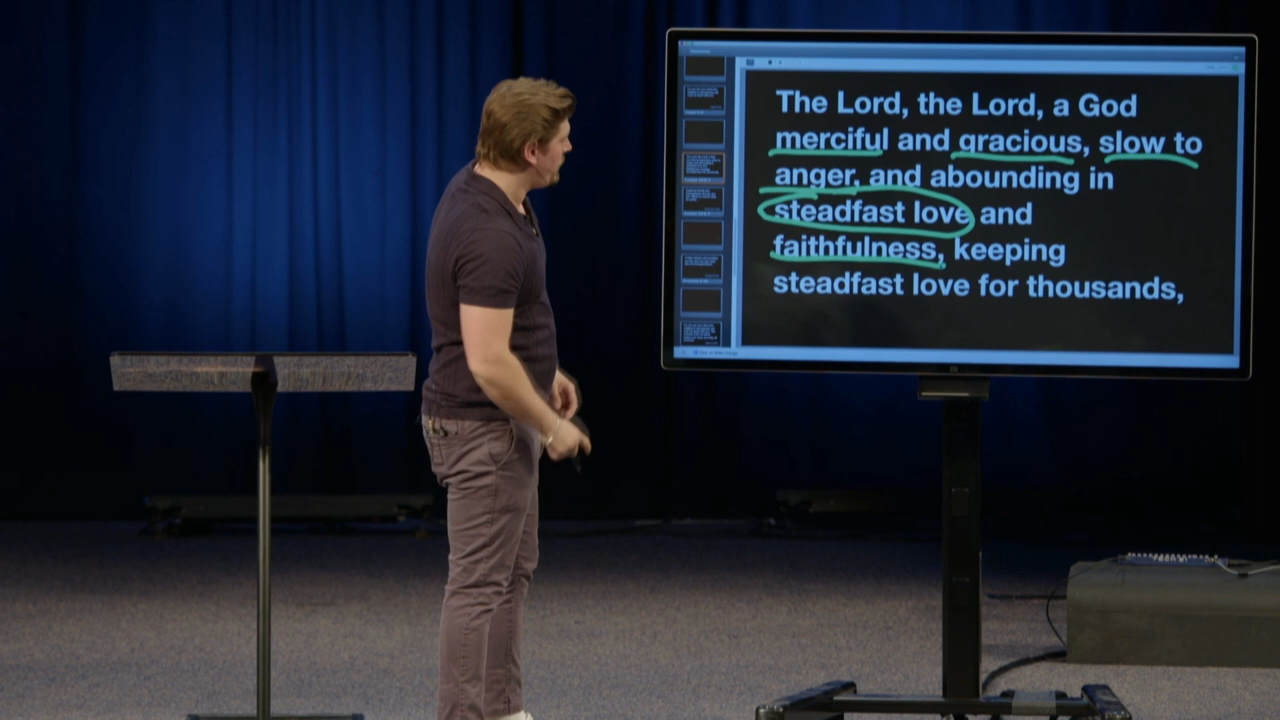 The Lord, the Lord, a God
merciful and gracious, slow to
anger, and abounding in
steadfast love and
faithfulness, keeping
steadfast love for thousands,